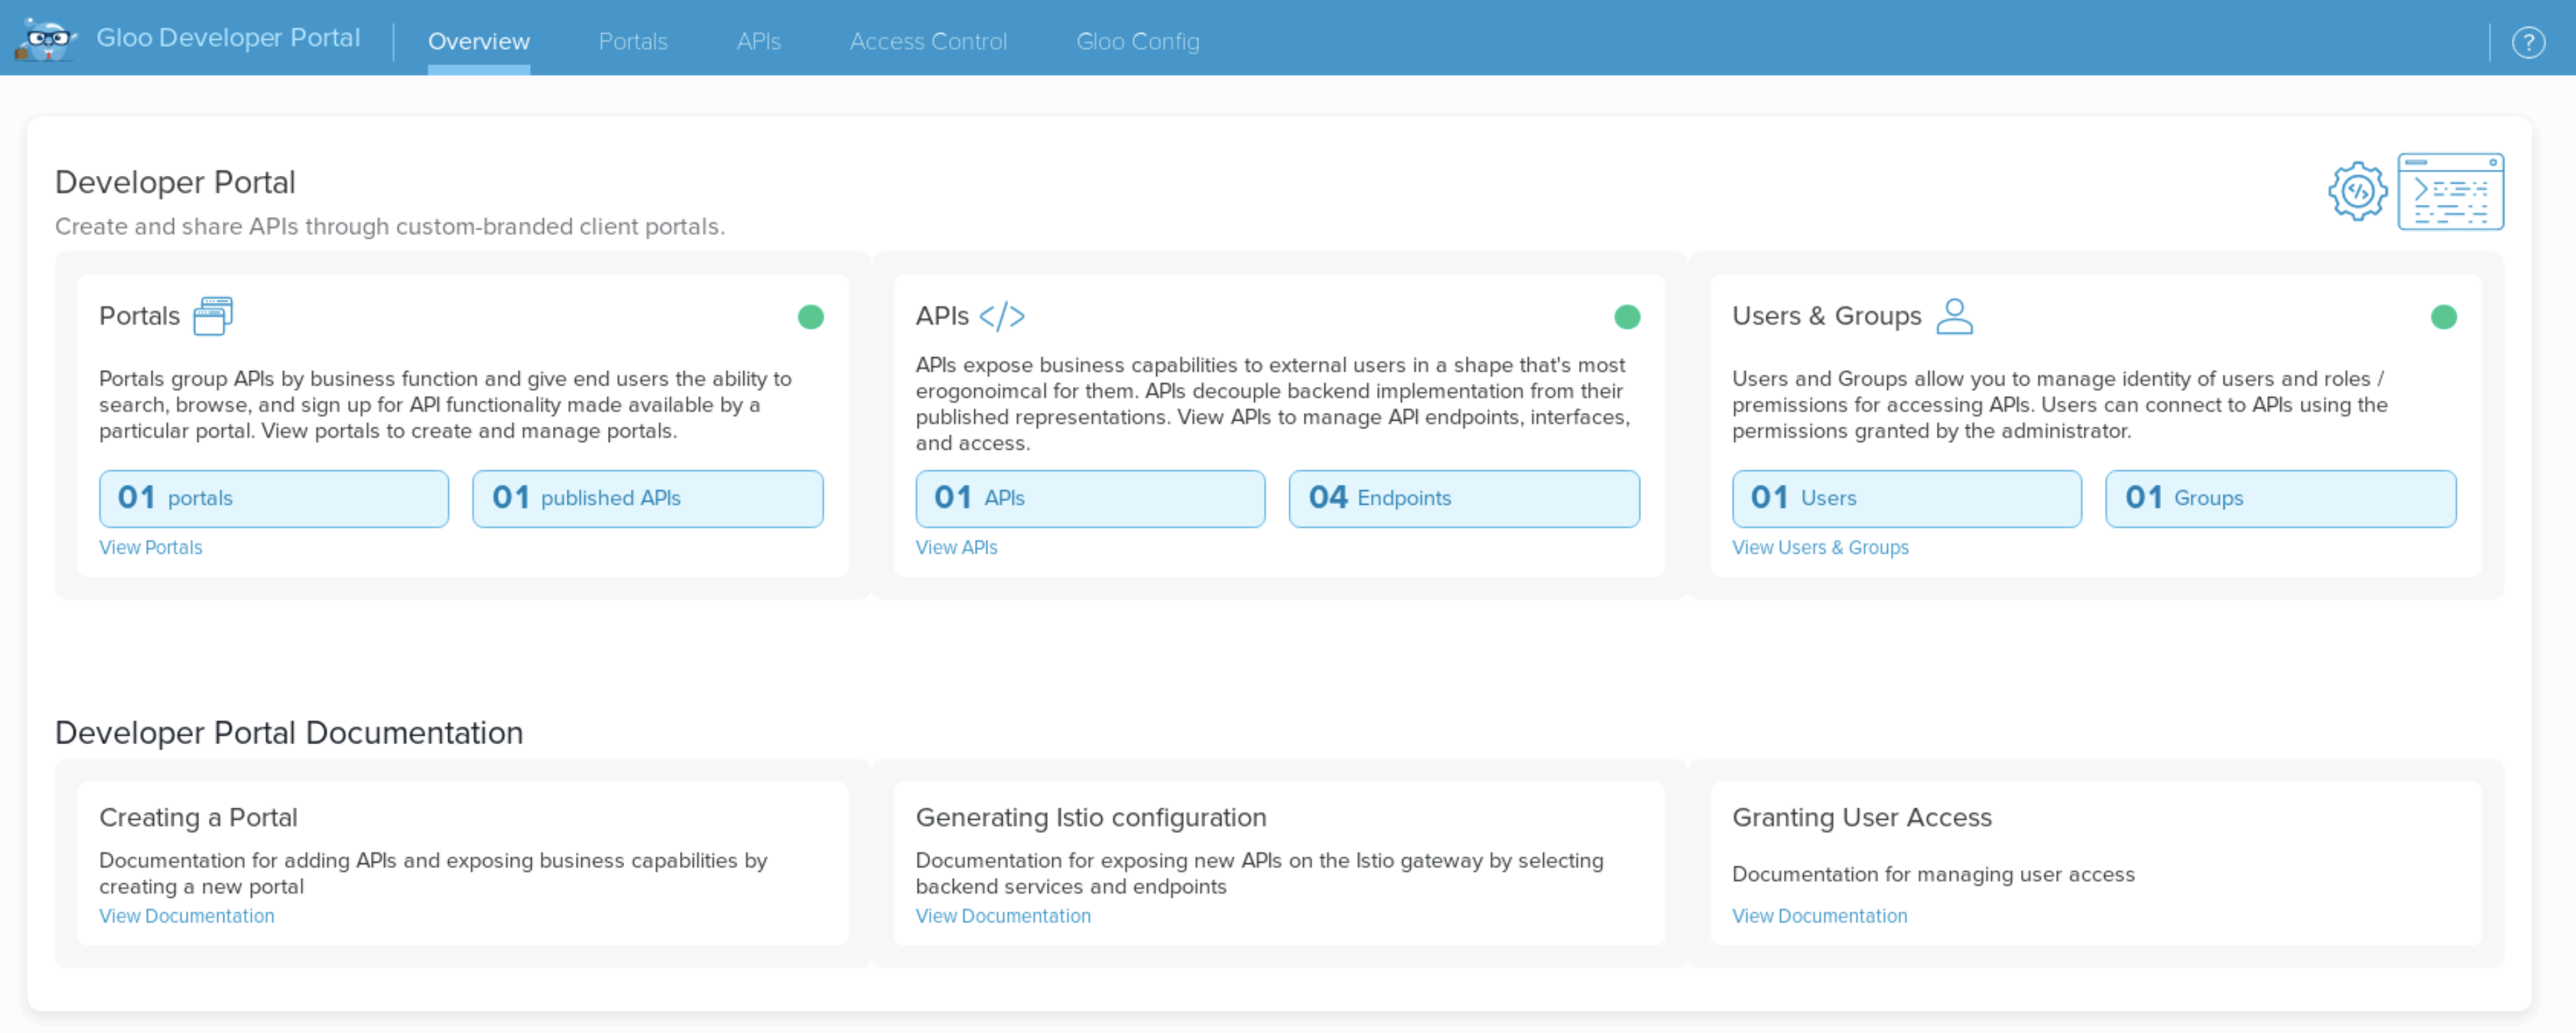 Gloo Developer Portal
Overview
Portals
APIs
Access Control
Gloo Config
?
Developer Portal
Create and share APIs through custom-branded client portals.
Portals
Portals group APIs by business function and give end users the ability to
search, browse, and sign up for API functionality made available by a
particular portal. View portals to create and manage portals.
01 portals
01 published APIs
View Portals
APIs </>
APIs expose business capabilities to external users in a shape that's most
erogonoimcal for them. APIs decouple backend implementation from their
published representations. View APIs to manage API endpoints, interfaces,
and access.
01 APIs
04 Endpoints
View APIs
Users & Groups
Users and Groups allow you to manage identity of users and roles /
premissions for accessing APIs. Users can connect to APIs using the
permissions granted by the administrator.
01 Users
01 Groups
View Users & Groups
Developer Portal Documentation
Creating a Portal
Documentation for adding APIs and exposing business capabilities by
creating a new portal
View Documentation
Generating Istio configuration
Documentation for exposing new APIs on the Istio gateway by selecting
backend services and endpoints
View Documentation
Granting User Access
Documentation for managing user access
View Documentation